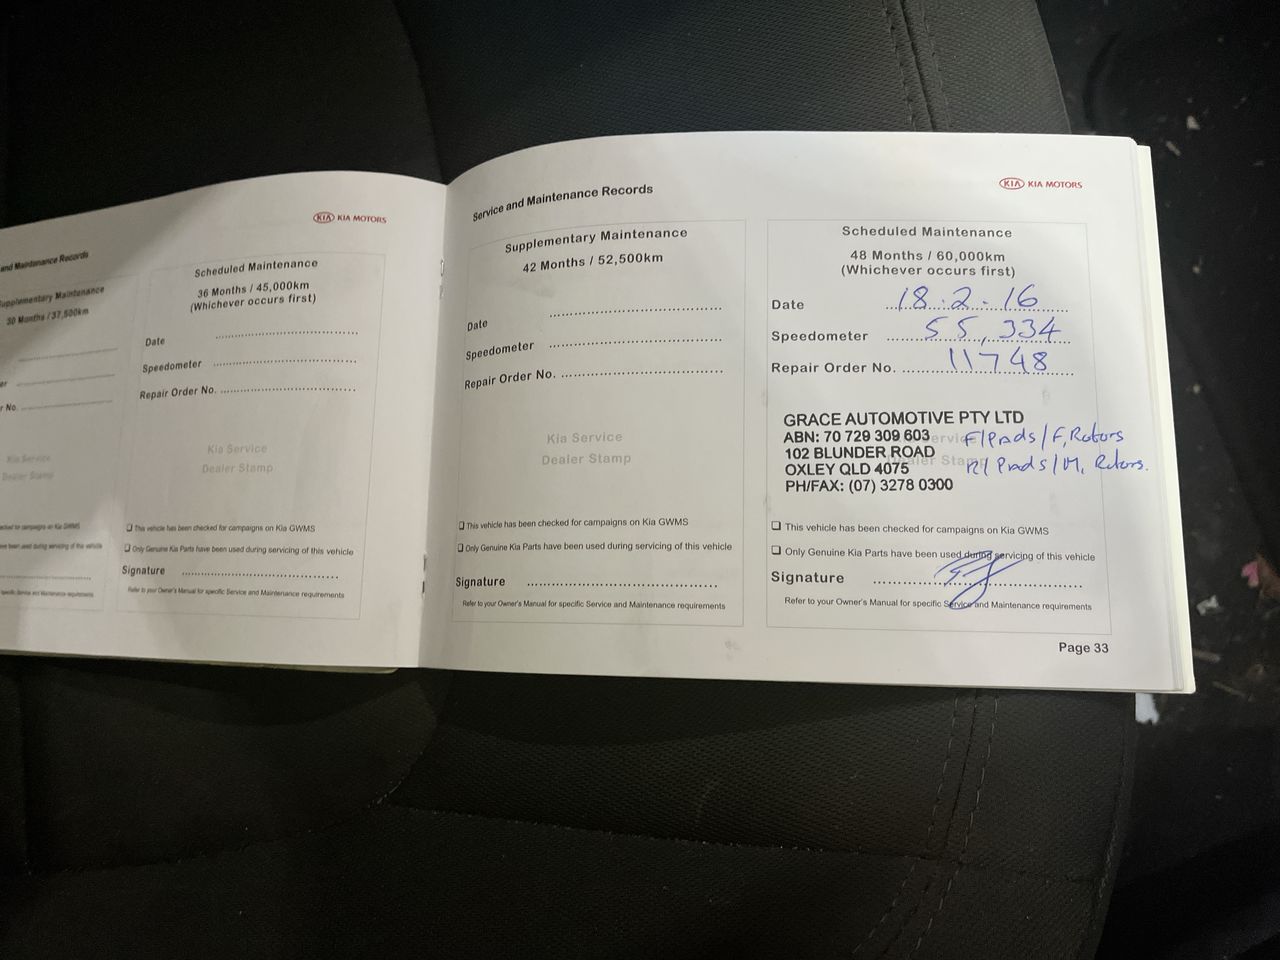 KIA KIA MOTORS
and Maintenance Records
Supplementary Maintenance
30 Months / 37,500km
No.
Kia Service
Dealer Stamp
Scheduled Maintenance
36 Months / 45,000km
(Whichever occurs first)
Date
Speedometer
Repair Order No.
Kia Service
Dealer Stamp
❑ This vehicle has been checked for campaigns on Kia GWMS
❑ Only Genuine Kia Parts have been used during servicing of this vehicle
Signature
Refer to your Owner's Manual for specific Service and Maintenance requirements
Service and Maintenance Records
KIA KIA MOTORS
Supplementary Maintenance
42 Months / 52,500km
Date
Speedometer
Repair Order No.
Kia Service
Dealer Stamp
❑ This vehicle has been checked for campaigns on Kia GWMS
❑ Only Genuine Kia Parts have been used during servicing of this vehicle
Signature
Refer to your Owner's Manual for specific Service and Maintenance requirements
Scheduled Maintenance
48 Months / 60,000km
(Whichever occurs first)
Date 18.2.16
Speedometer 55,334
Repair Order No. 11748
GRACE AUTOMOTIVE PTY LTD
ABN: 70 729 309 603 F/Pads/F, Rotors
102 BLUNDER ROAD
OXLEY QLD 4075 R/ Pads/M, Rotors.
PH/FAX: (07) 3278 0300
❑ This vehicle has been checked for campaigns on Kia GWMS
❑ Only Genuine Kia Parts have been used during servicing of this vehicle
Signature
Refer to your Owner's Manual for specific Service and Maintenance requirements
Page 33